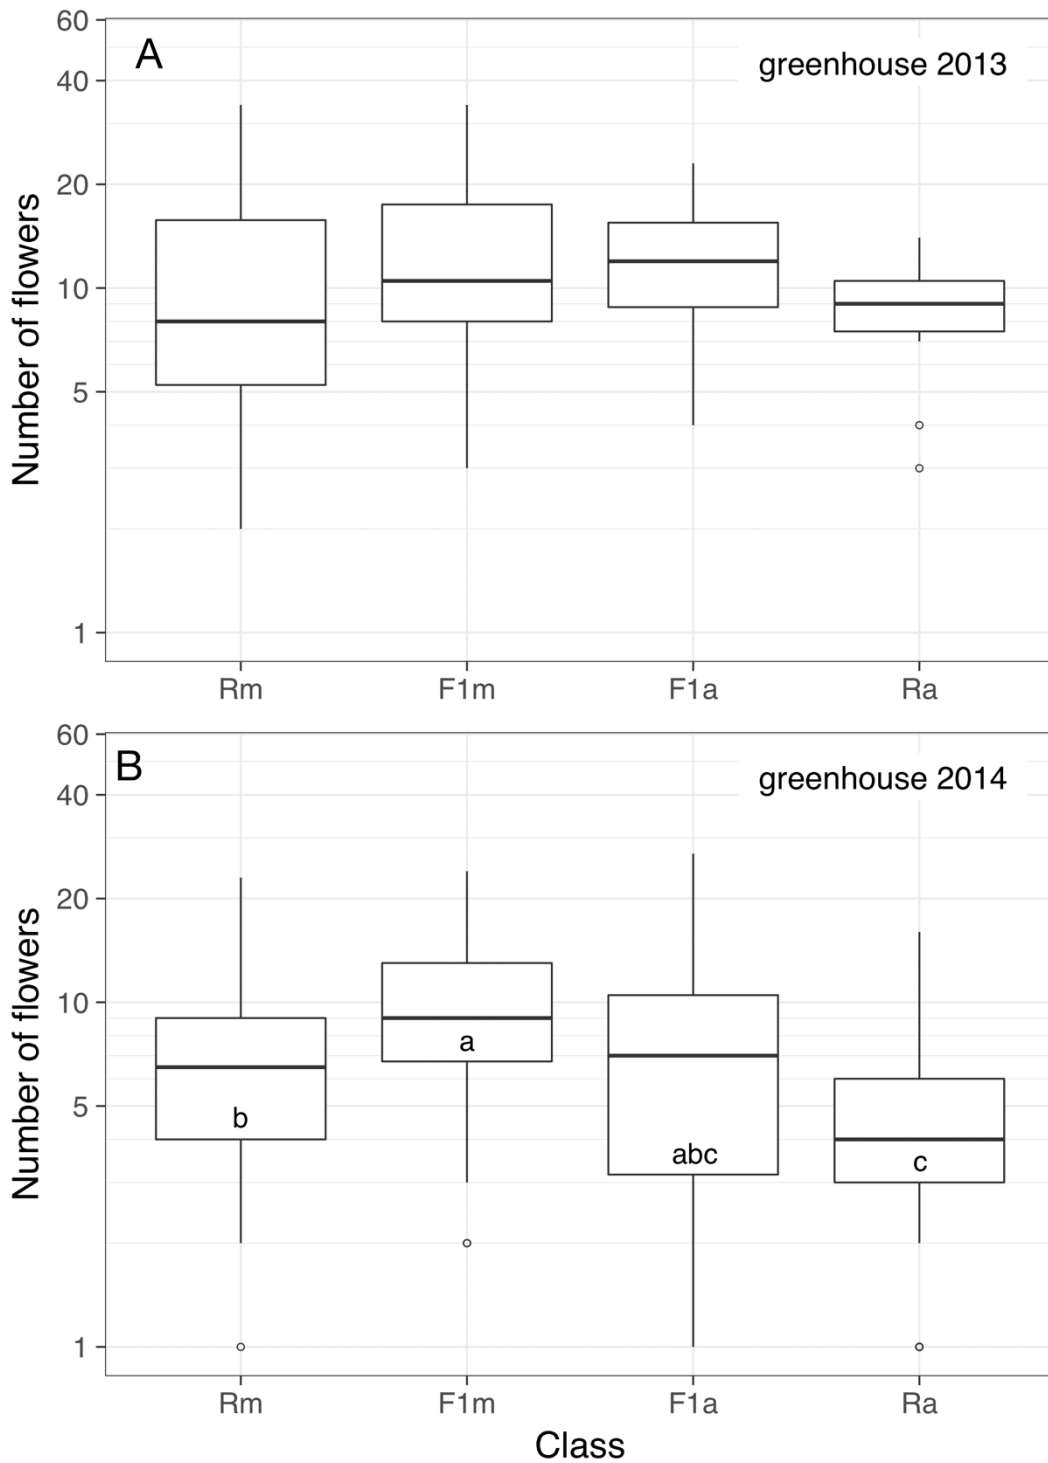 A
greenhouse 2013
Number of flowers
60
40
20
10
5
1
Rm F1m F1a Ra
B
greenhouse 2014
Number of flowers
60
40
20
10
5
1
a
b
abc
c
Rm F1m F1a Ra
Class